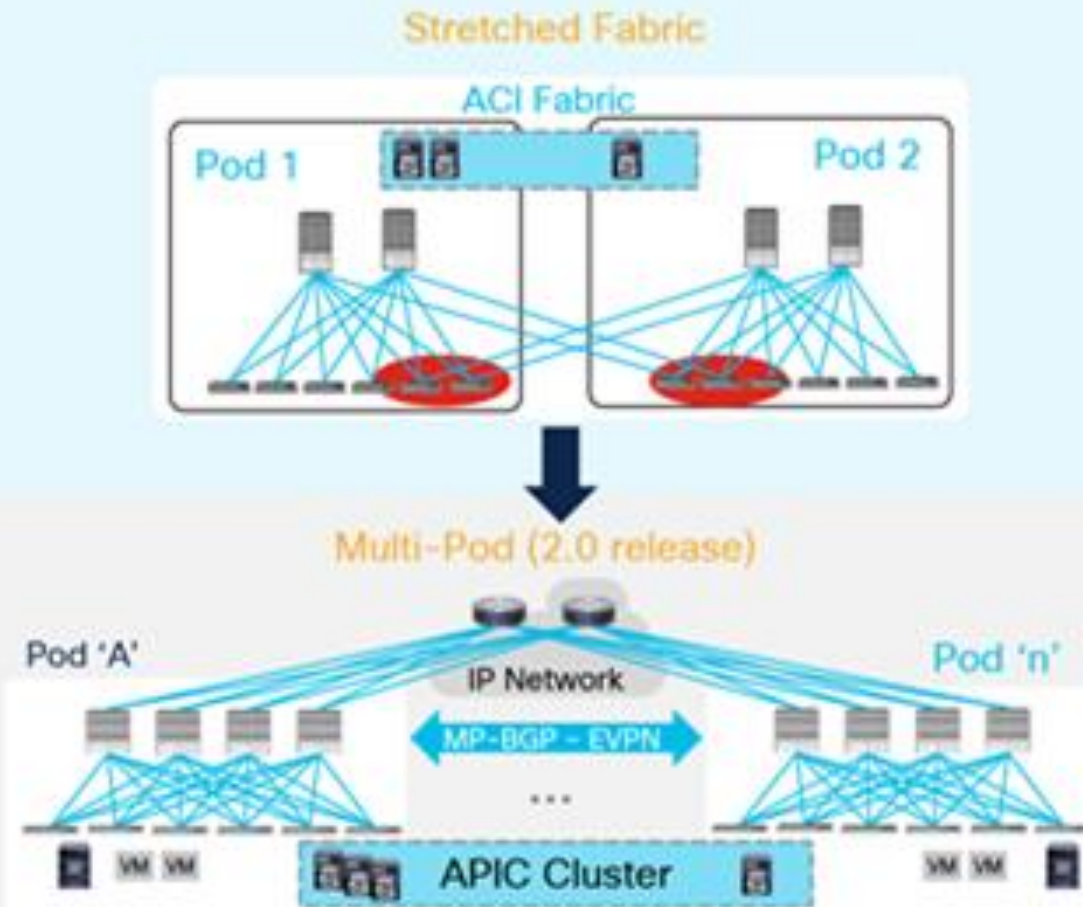 Stretched Fabric
ACI Fabric
Pod 1
Pod 2
Multi-Pod (2.0 release)
Pod 'A'
Pod 'n'
IP Network
MP-BGP - EVPN
...
VM VM
APIC Cluster
VM VM